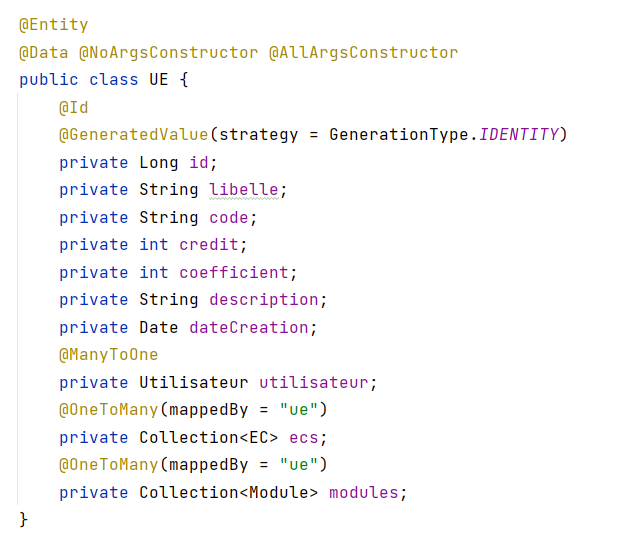 @Entity
@Data @NoArgsConstructor @AllArgsConstructor
public class UE {
@Id
@GeneratedValue(strategy = GenerationType.IDENTITY)
private Long id;
private String libelle;
private String code;
private int credit;
private int coefficient;
private String description;
private Date dateCreation;
@ManyToOne
private Utilisateur utilisateur;
@OneToMany(mappedBy = "ue")
private Collection<EC> ecs;
@OneToMany(mappedBy = "ue")
private Collection<Module> modules;
}